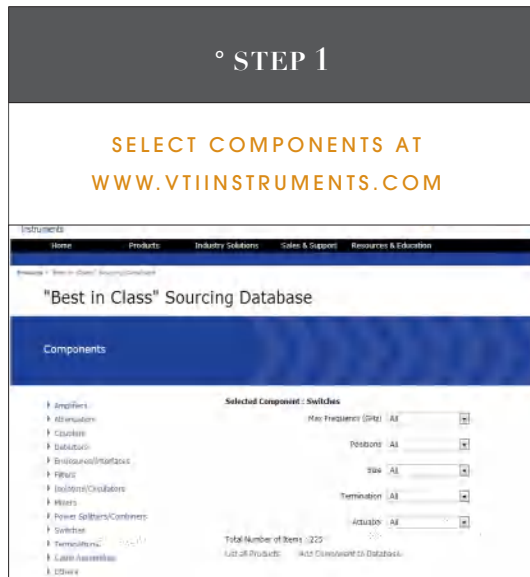 ° STEP 1
SELECT COMPONENTS AT
WWW.VTIINSTRUMENTS.COM
Instruments
Home Products Industry Solutions Sales & Support Resources & Education
"Best in Class" Sourcing Database
Components
Selected Component : Switches
Amplifiers
Max Frequency (GHz) All
Attenuators
Couplers
Positions All
Detectors
Enclosures/Interfaces
Size All
Filters
Isolators/Circulators
Mixers
Termination All
Power Splitters/Combiners
Switches
Actuator All
Terminations
Total Number of Items : 225
Cable Assemblies
List all Products Add Component to Database
Others